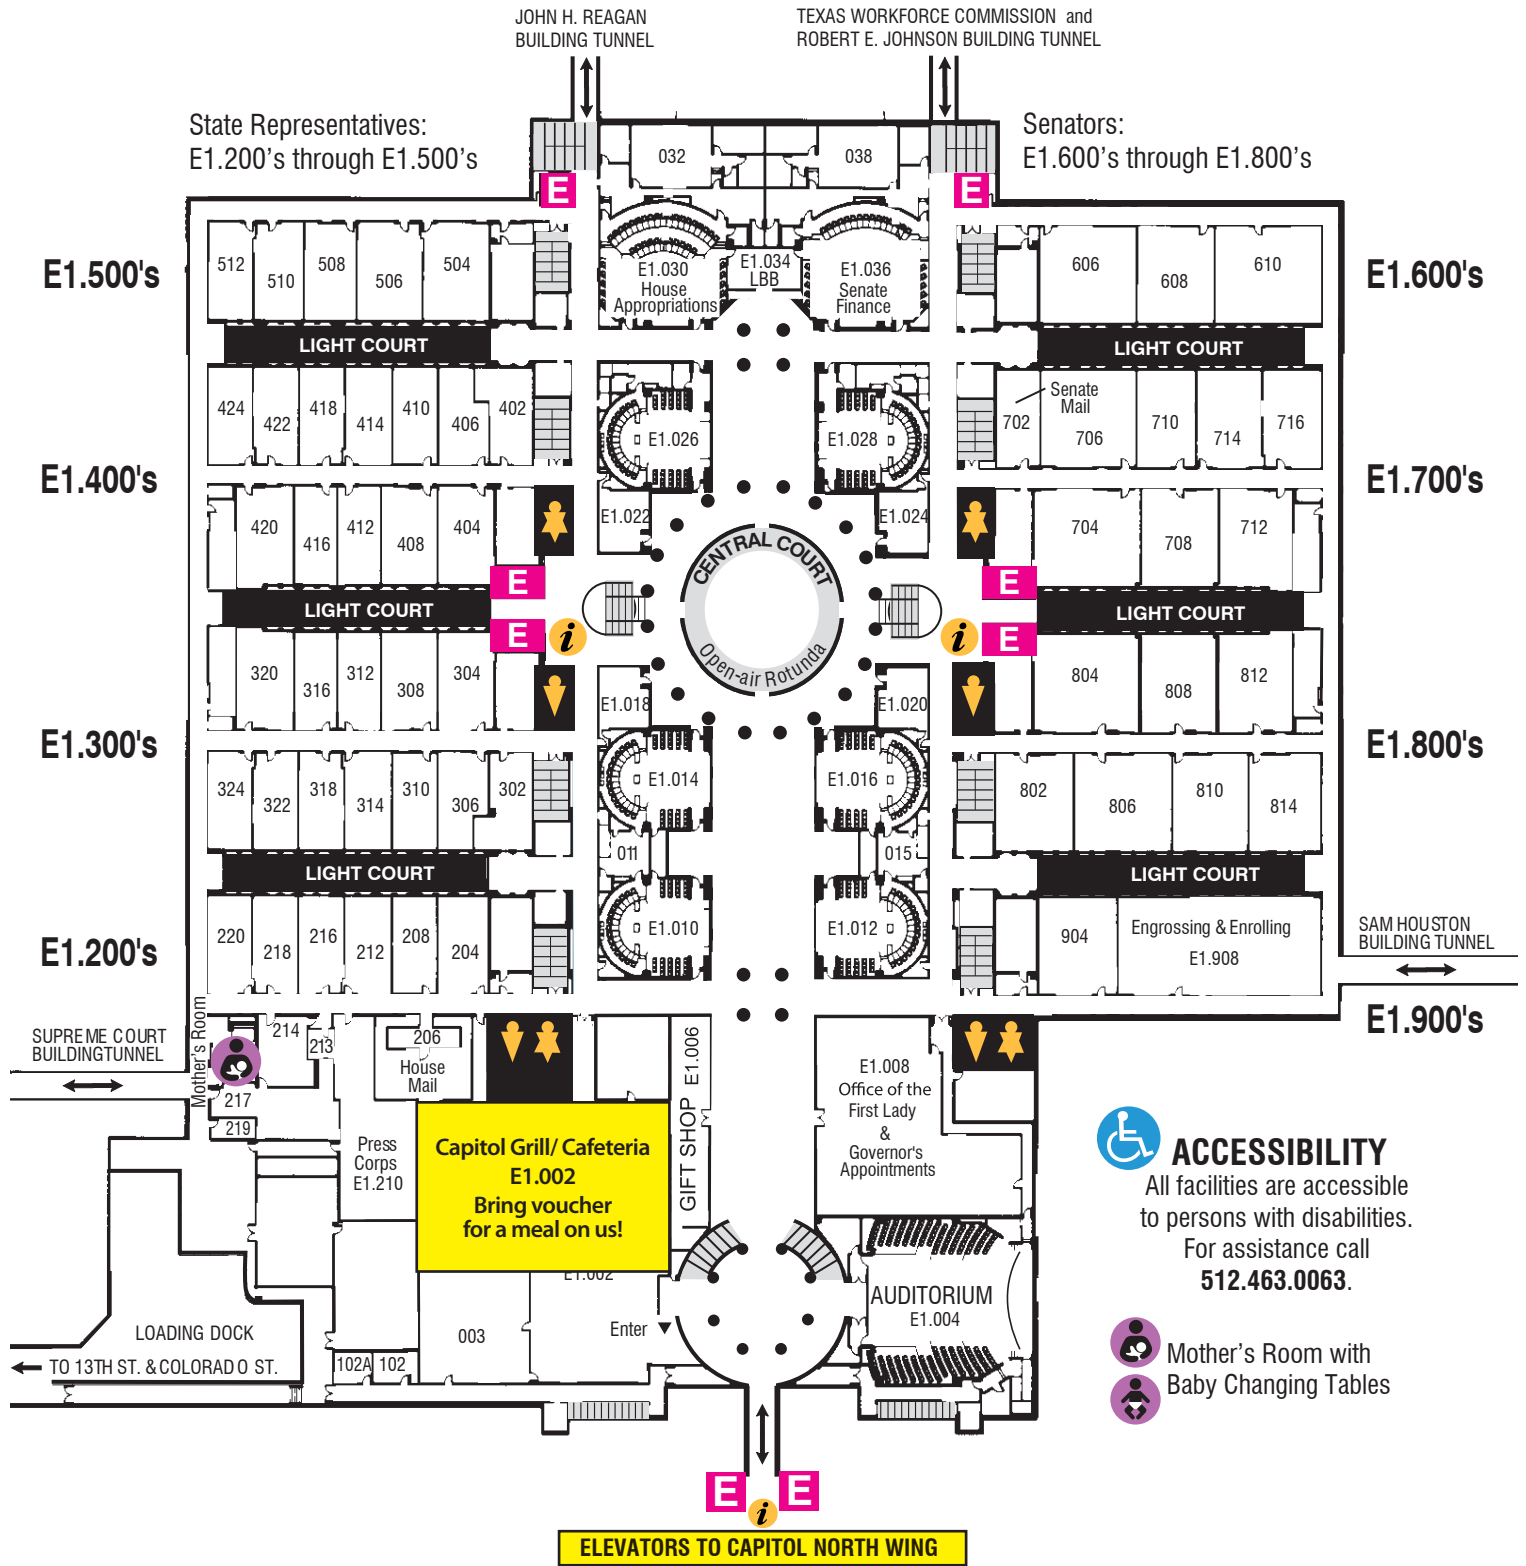 JOHN H. REAGAN
BUILDING TUNNEL
TEXAS WORKFORCE COMMISSION and
ROBERT E. JOHNSON BUILDING TUNNEL
State Representatives:
E1.200's through E1.500's
Senators:
E1.600's through E1.800's
032
038
E
E
E1.500's
512
510
508
506
504
E1.030
House
Appropriations
E1.034
LBB
E1.036
Senate
Finance
606
608
610
E1.600's
LIGHT COURT
LIGHT COURT
424
422
418
414
410
406
402
E1.026
E1.028
702
Senate
Mail
706
710
714
716
E1.400's
E1.700's
420
416
412
408
404
E1.022
E1.024
704
708
712
CENTRAL COURT
Open-air Rotunda
E
E
LIGHT COURT
LIGHT COURT
E
i
i
E
320
316
312
308
304
E1.018
E1.020
804
808
812
E1.300's
E1.800's
324
322
318
314
310
306
302
E1.014
E1.016
802
806
810
814
011
015
LIGHT COURT
LIGHT COURT
E1.200's
220
218
216
212
208
204
E1.010
E1.012
904
Engrossing & Enrolling
E1.908
SAM HOUSTON
BUILDING TUNNEL
E1.900's
SUPREME COURT
BUILDINGTUNNEL
Mother's Room
214
213
206
House
Mail
217
219
Press
Corps
E1.210
GIFT SHOP E1.006
E1.008
Office of the
First Lady
&
Governor's
Appointments
Capitol Grill/ Cafeteria
E1.002
Bring voucher
for a meal on us!
E1.002
ACCESSIBILITY
All facilities are accessible
to persons with disabilities.
For assistance call
512.463.0063.
AUDITORIUM
E1.004
LOADING DOCK
TO 13TH ST. & COLORADO ST.
102A
102
003
Enter
Mother's Room with
Baby Changing Tables
E
E
i
ELEVATORS TO CAPITOL NORTH WING